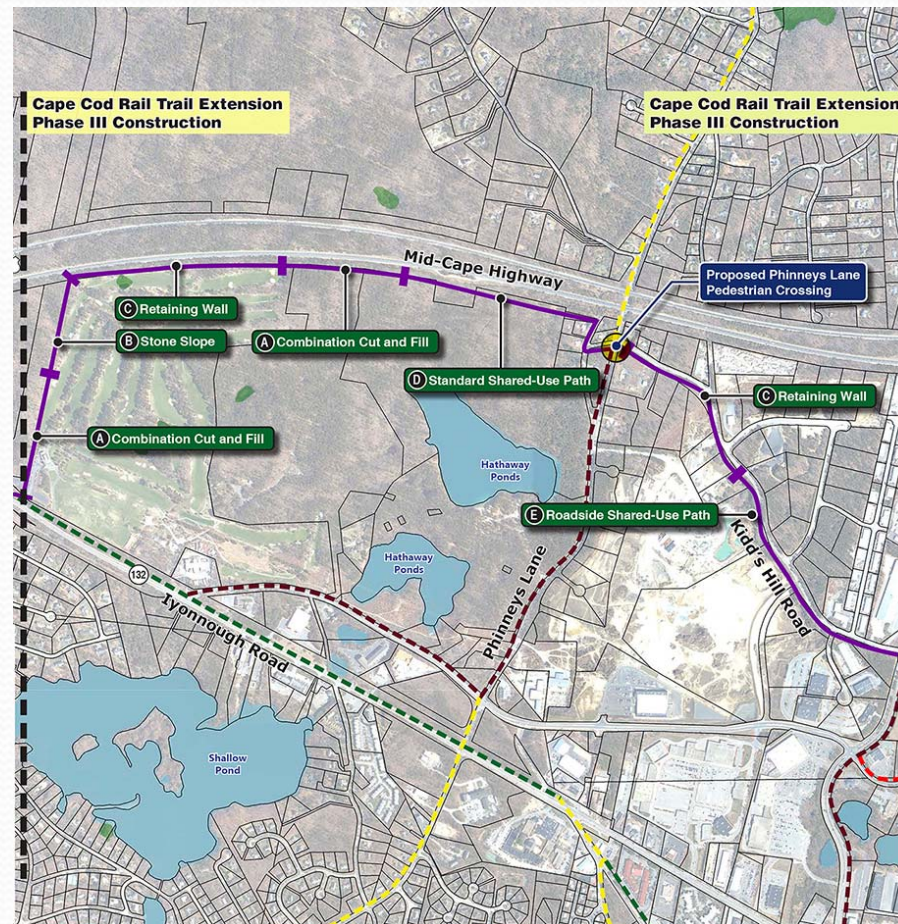 Cape Cod Rail Trail Extension
Phase III Construction
Cape Cod Rail Trail Extension
Phase III Construction
Mid-Cape Highway
Proposed Phinneys Lane
Pedestrian Crossing
C Retaining Wall
B Stone Slope
A Combination Cut and Fill
D Standard Shared-Use Path
C Retaining Wall
A Combination Cut and Fill
Hathaway
Ponds
E Roadside Shared-Use Path
Hathaway
Ponds
Phinneys Lane
Kidd's Hill Road
132
Iyonnough Road
Shallow
Pond